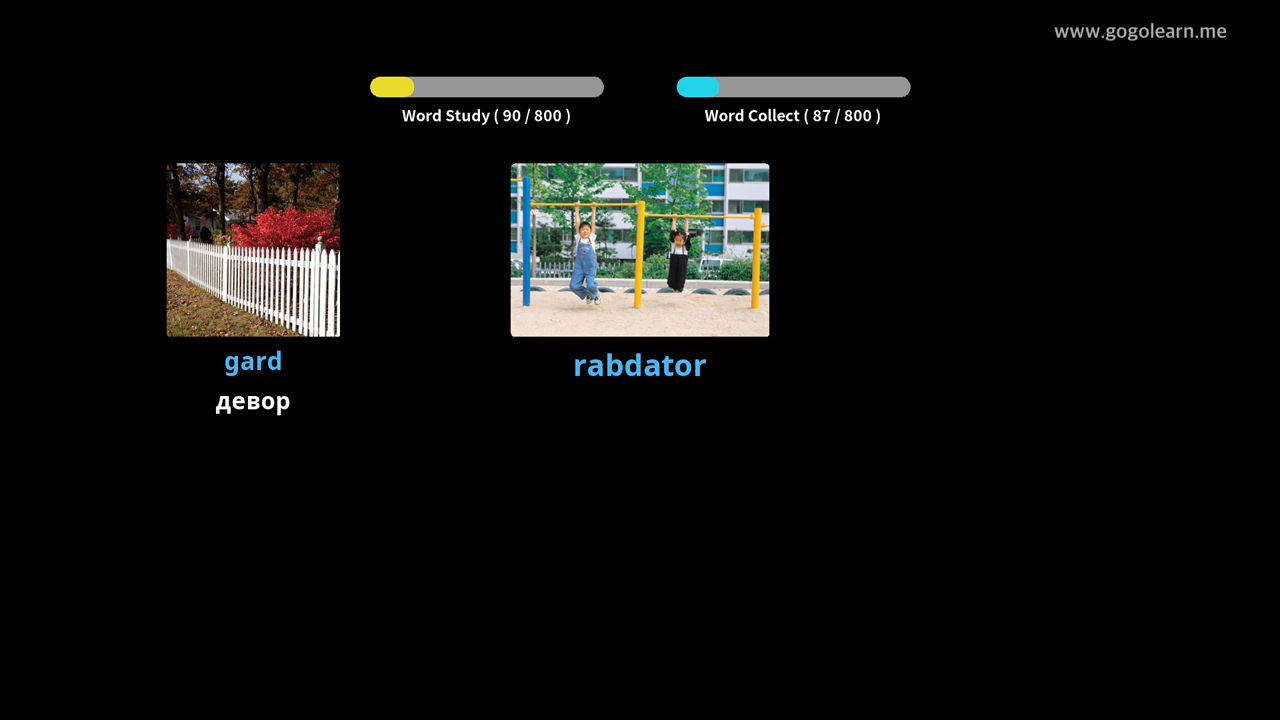 www.gogolearn.me
Word Study ( 90 / 800 )
Word Collect ( 87 / 800 )
gard
девор
rabdator